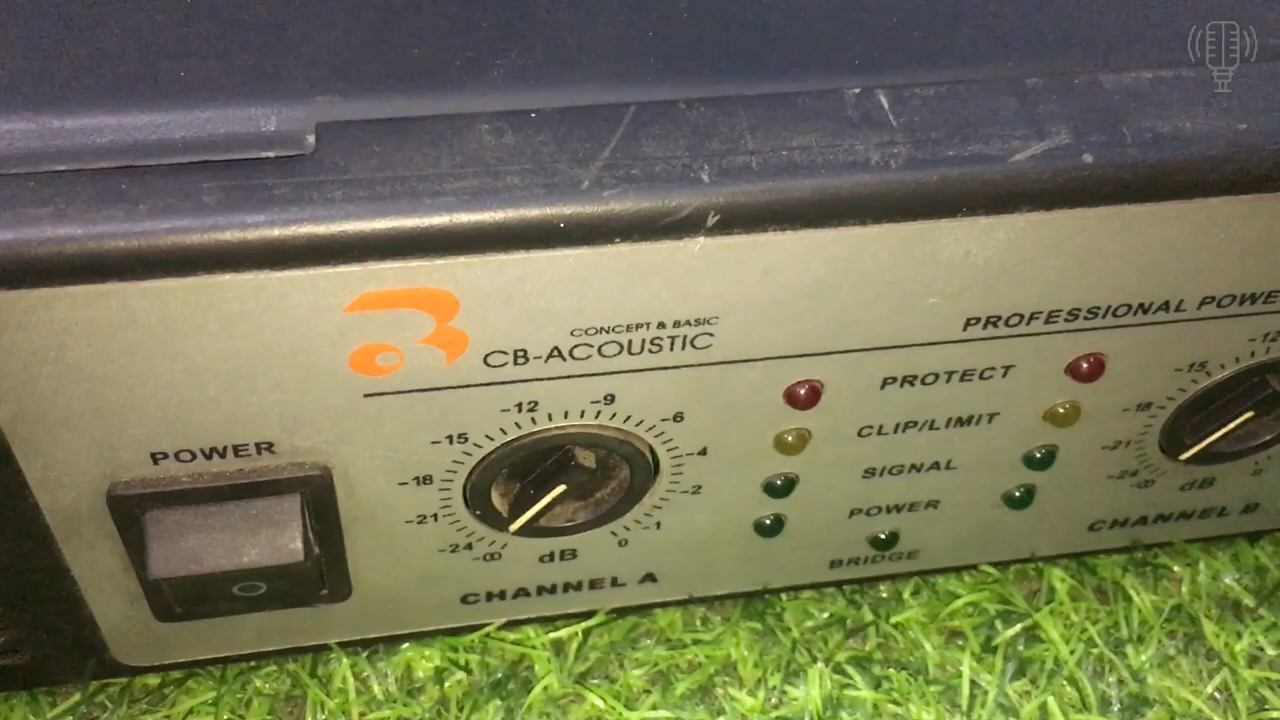 CONCEPT & BASIC
CB-ACOUSTIC
PROFESSIONAL POWE
POWER
-∞
-24
-21
-18
-15
-12
-9
-6
-4
-2
-1
0
dB
CHANNEL A
PROTECT
CLIP/LIMIT
SIGNAL
POWER
BRIDGE
-24
-21
-18
-15
-12
dB
CHANNEL B